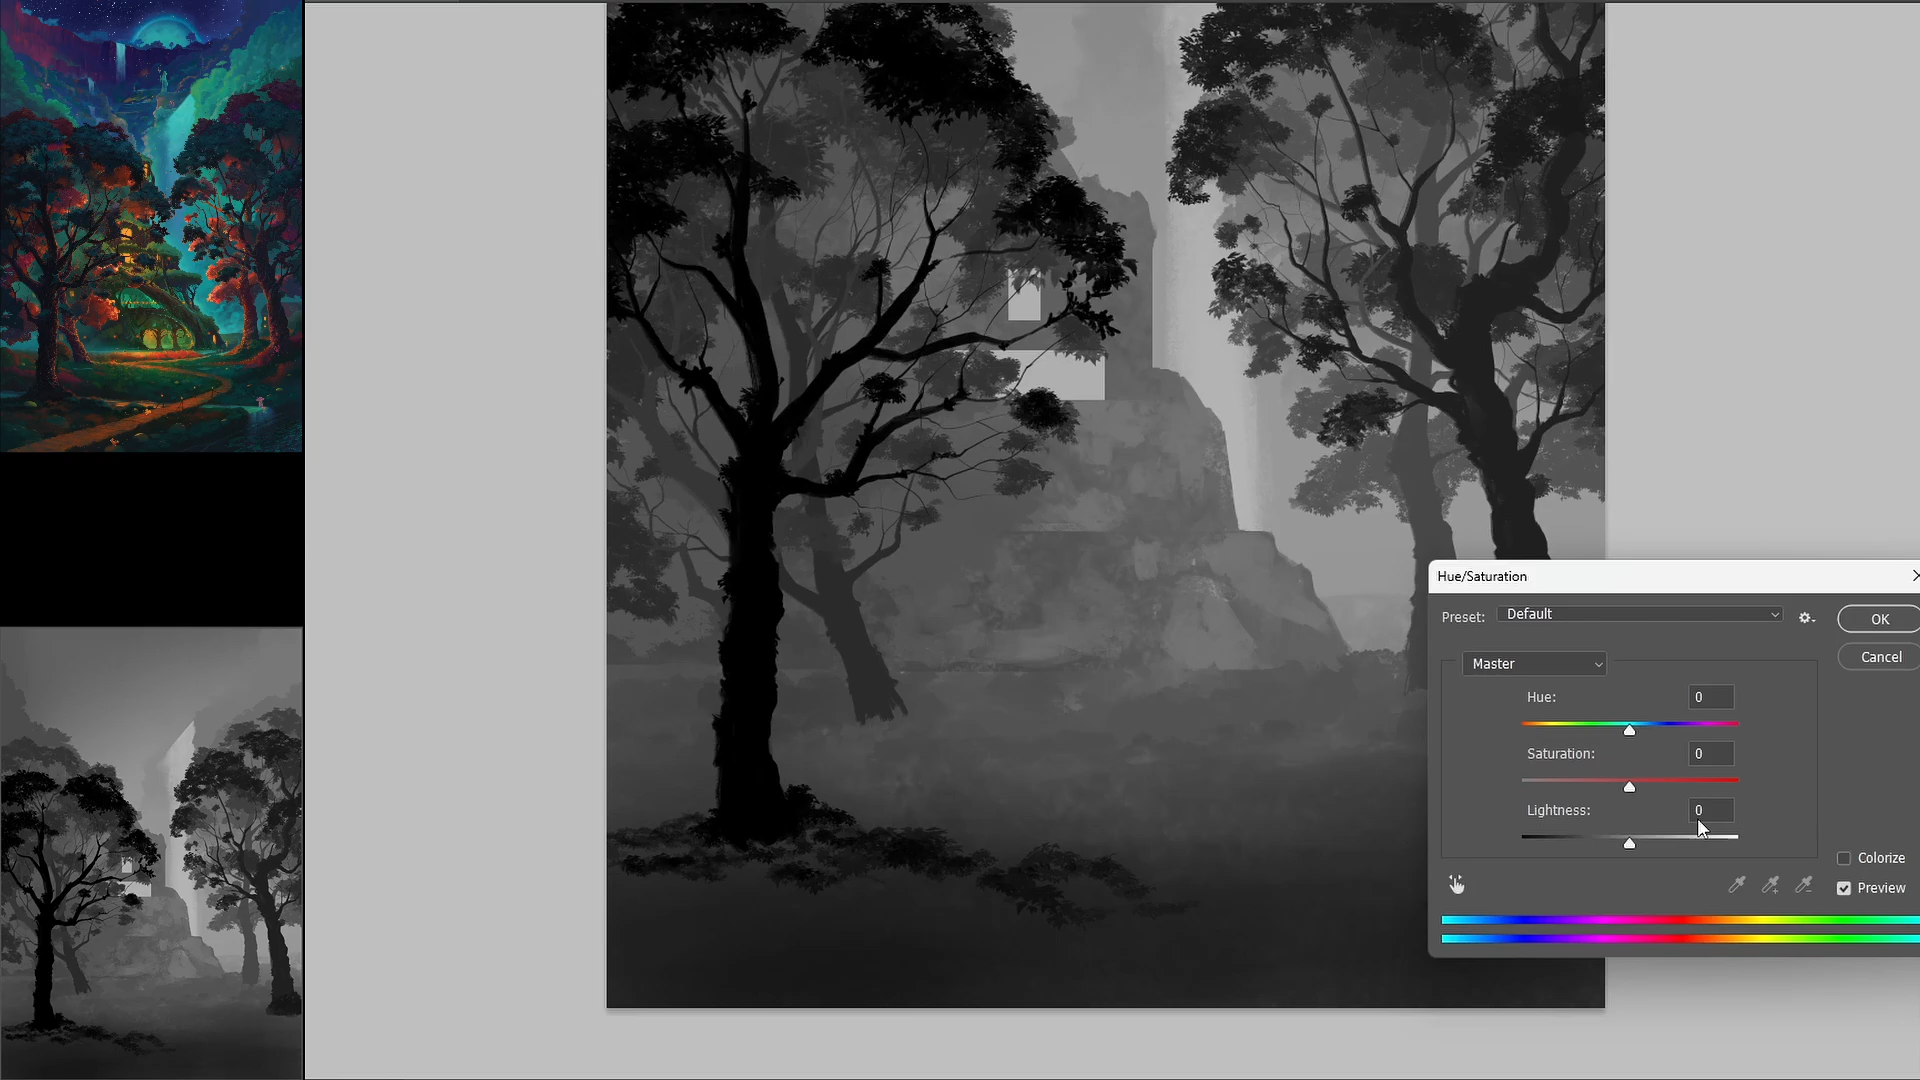 Hue/Saturation
Preset: Default
OK
Master
Cancel
Hue: 0
Saturation: 0
Lightness: 0
Colorize
Preview